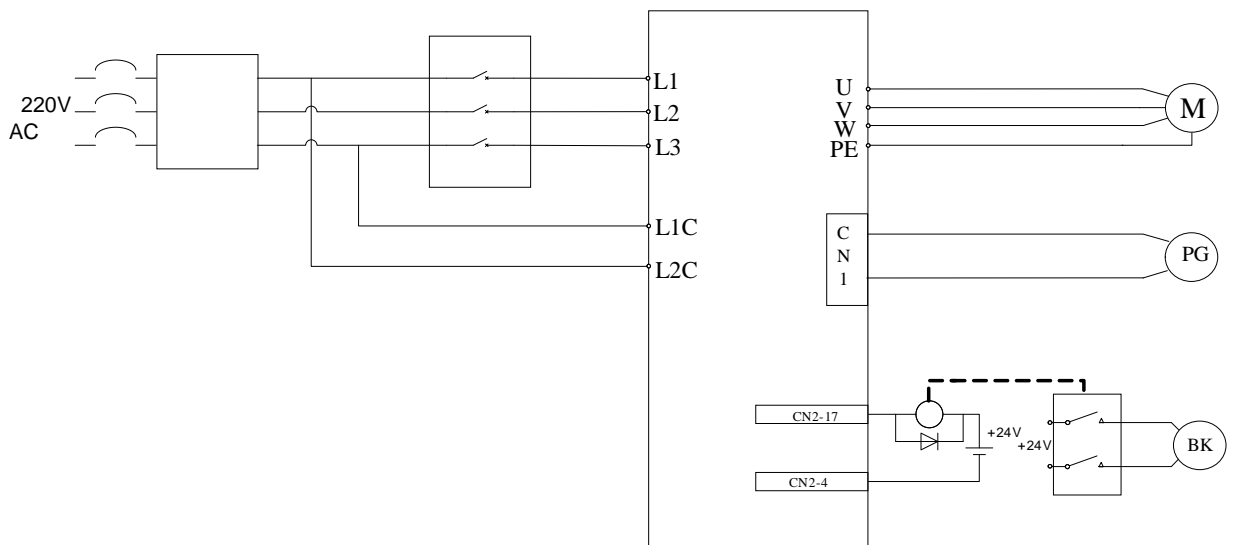 220V
AC
L1
L2
L3
L1C
L2C
U
V
W
PE
M
C
N
1
PG
CN2-17
+24V
+24V
BK
CN2-4